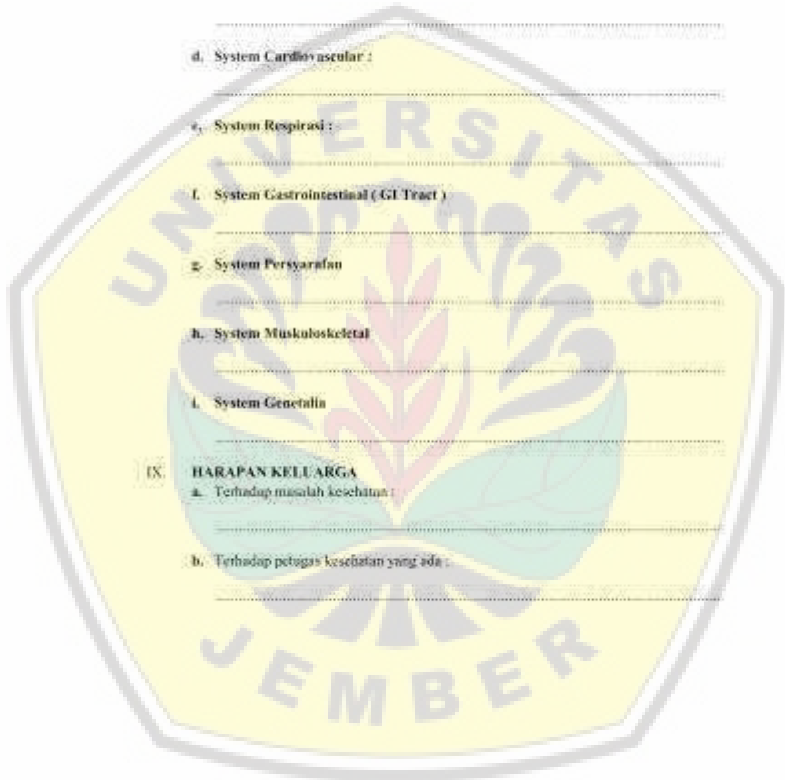 d. System Cardiovascular :
e. System Respirasi :
f. System Gastrointestinal ( GI Tract )
g. System Persyarafan
h. System Muskuloskeletal
i. System Genetalia
IX. HARAPAN KELUARGA
a. Terhadap masalah kesehatan :
b. Terhadap petugas kesehatan yang ada :
UNIVERSITAS
JEMBER